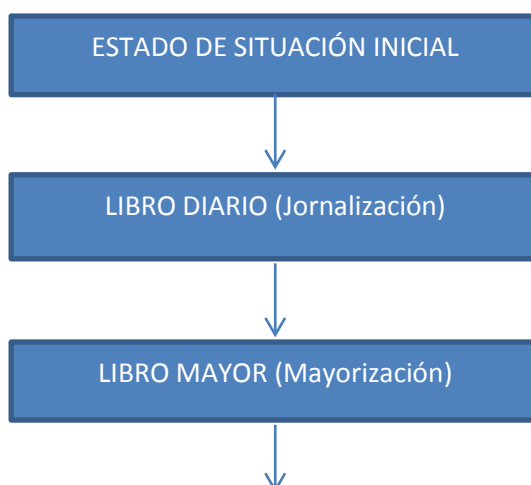 ESTADO DE SITUACIÓN INICIAL
LIBRO DIARIO (Jornalización)
LIBRO MAYOR (Mayorización)